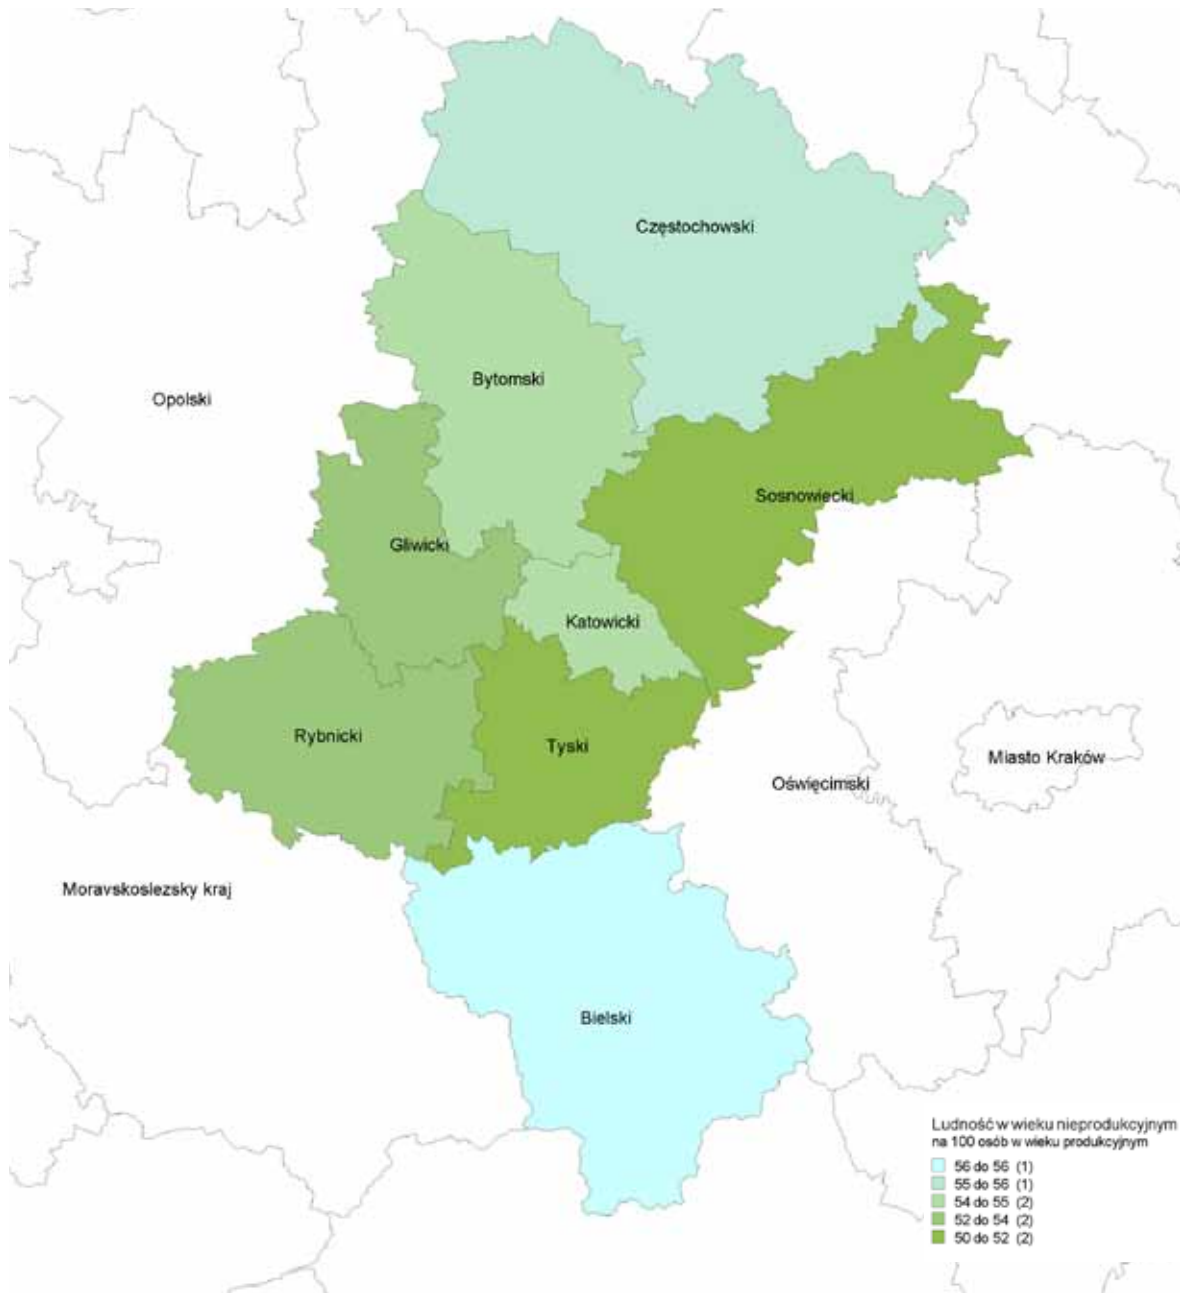 Częstochowski
Bytomski
Opolski
Sosnowiecki
Gliwicki
Katowicki
Rybnicki
Tyski
Miasto Kraków
Oświęcimski
Moravskoslezsky kraj
Bielski
Ludność w wieku nieprodukcyjnym
na 100 osób w wieku produkcyjnym
56 do 56 (1)
55 do 56 (1)
54 do 55 (2)
52 do 54 (2)
50 do 52 (2)